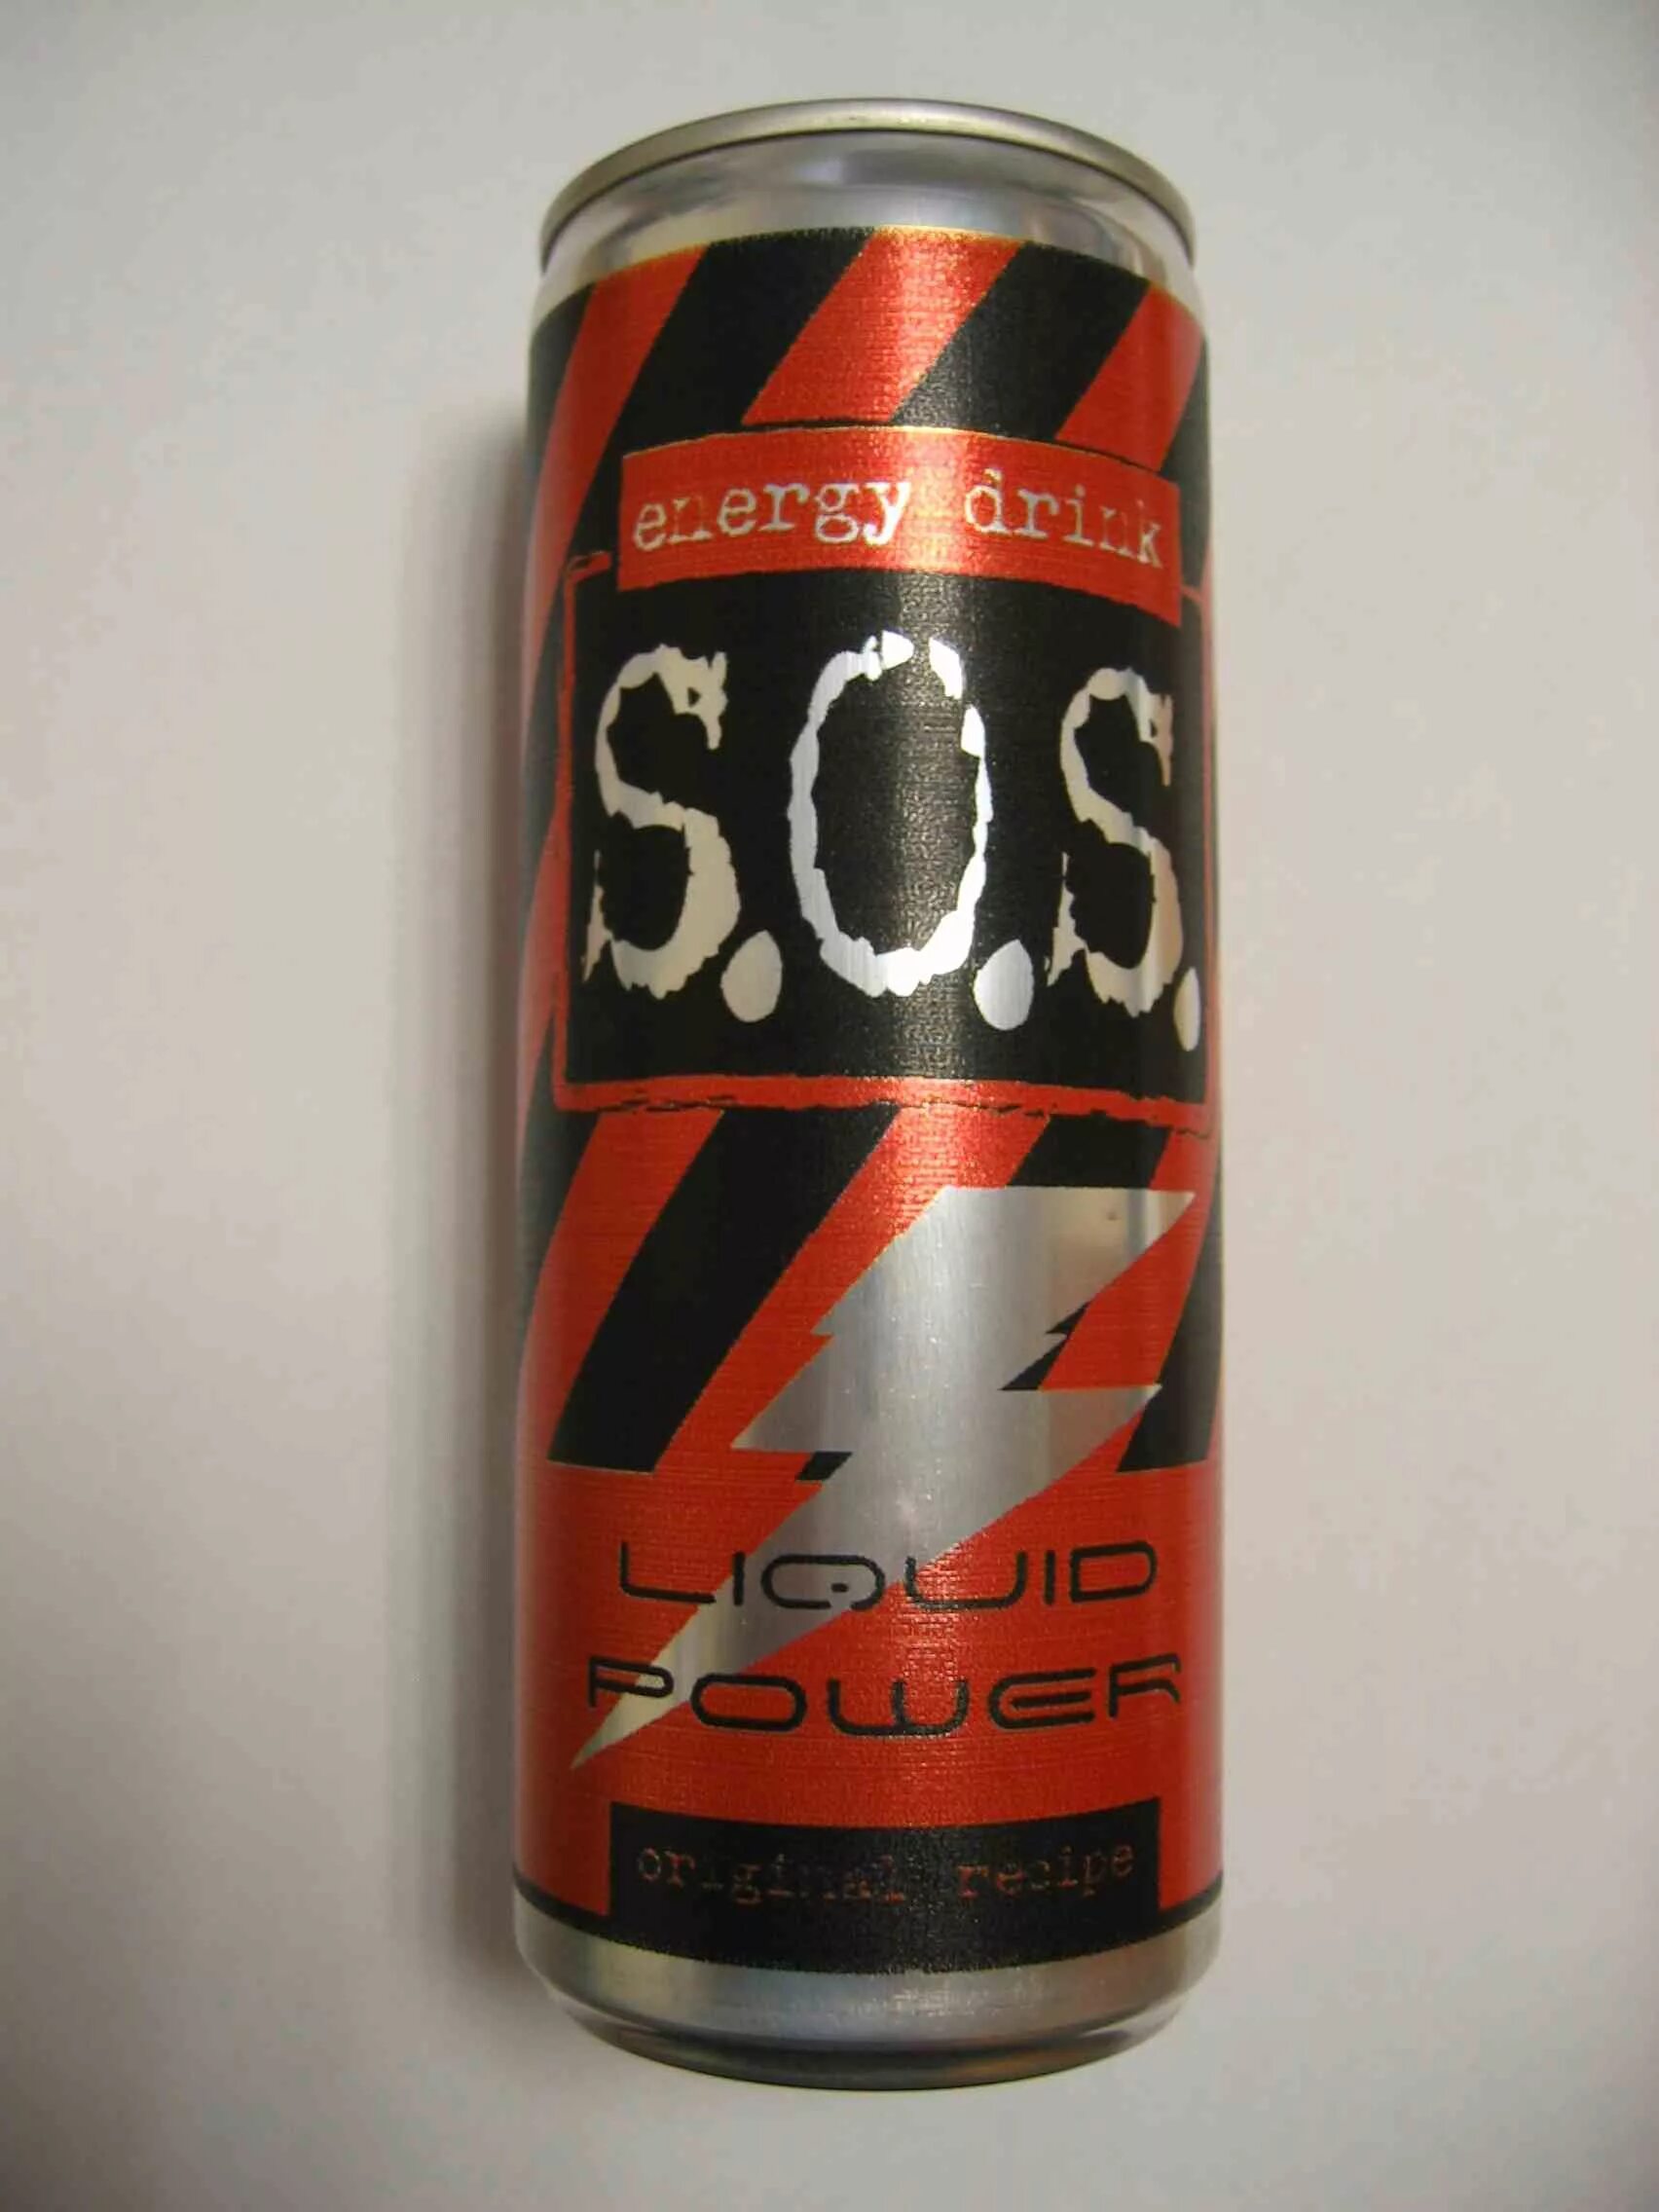 energy drink
S.O.S.
LIQUID
POWER
original recipe